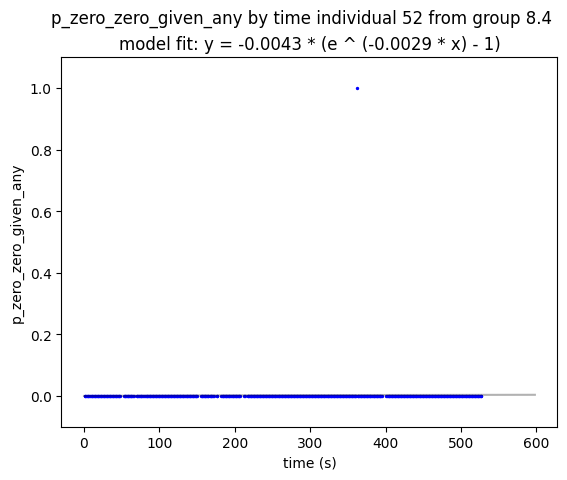 p_zero_zero_given_any by time individual 52 from group 8.4
model fit: y = -0.0043 * (e ^ (-0.0029 * x) - 1)
1.0
0.8
0.6
0.4
0.2
0.0
p_zero_zero_given_any
0 100 200 300 400 500 600
time (s)